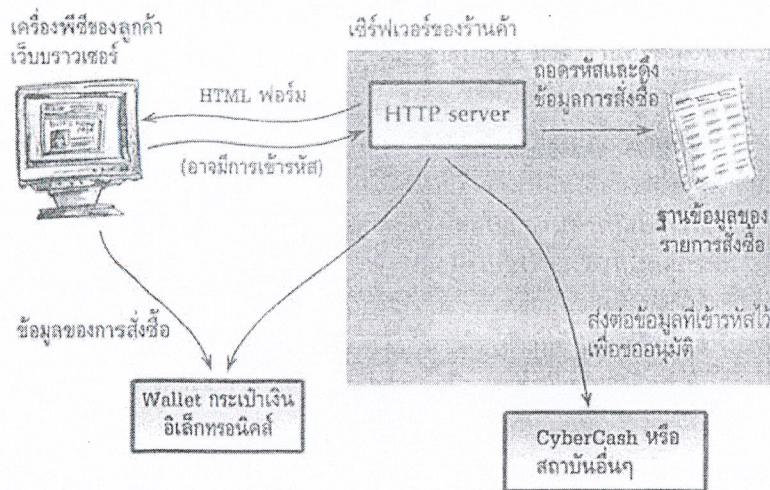 เครื่องพีซีของลูกค้า
เว็บบราวเซอร์
เซิร์ฟเวอร์ของร้านค้า
HTML ฟอร์ม
(อาจมีการเข้ารหัส)
HTTP server
ถอดรหัสและดึง
ข้อมูลการสั่งซื้อ
ฐานข้อมูลของ
รายการสั่งซื้อ
ข้อมูลของการสั่งซื้อ
ส่งต่อข้อมูลที่เข้ารหัสไว้
เพื่อขออนุมัติ
Wallet กระเป๋าเงิน
อิเล็กทรอนิคส์
CyberCash หรือ
สถาบันอื่นๆ